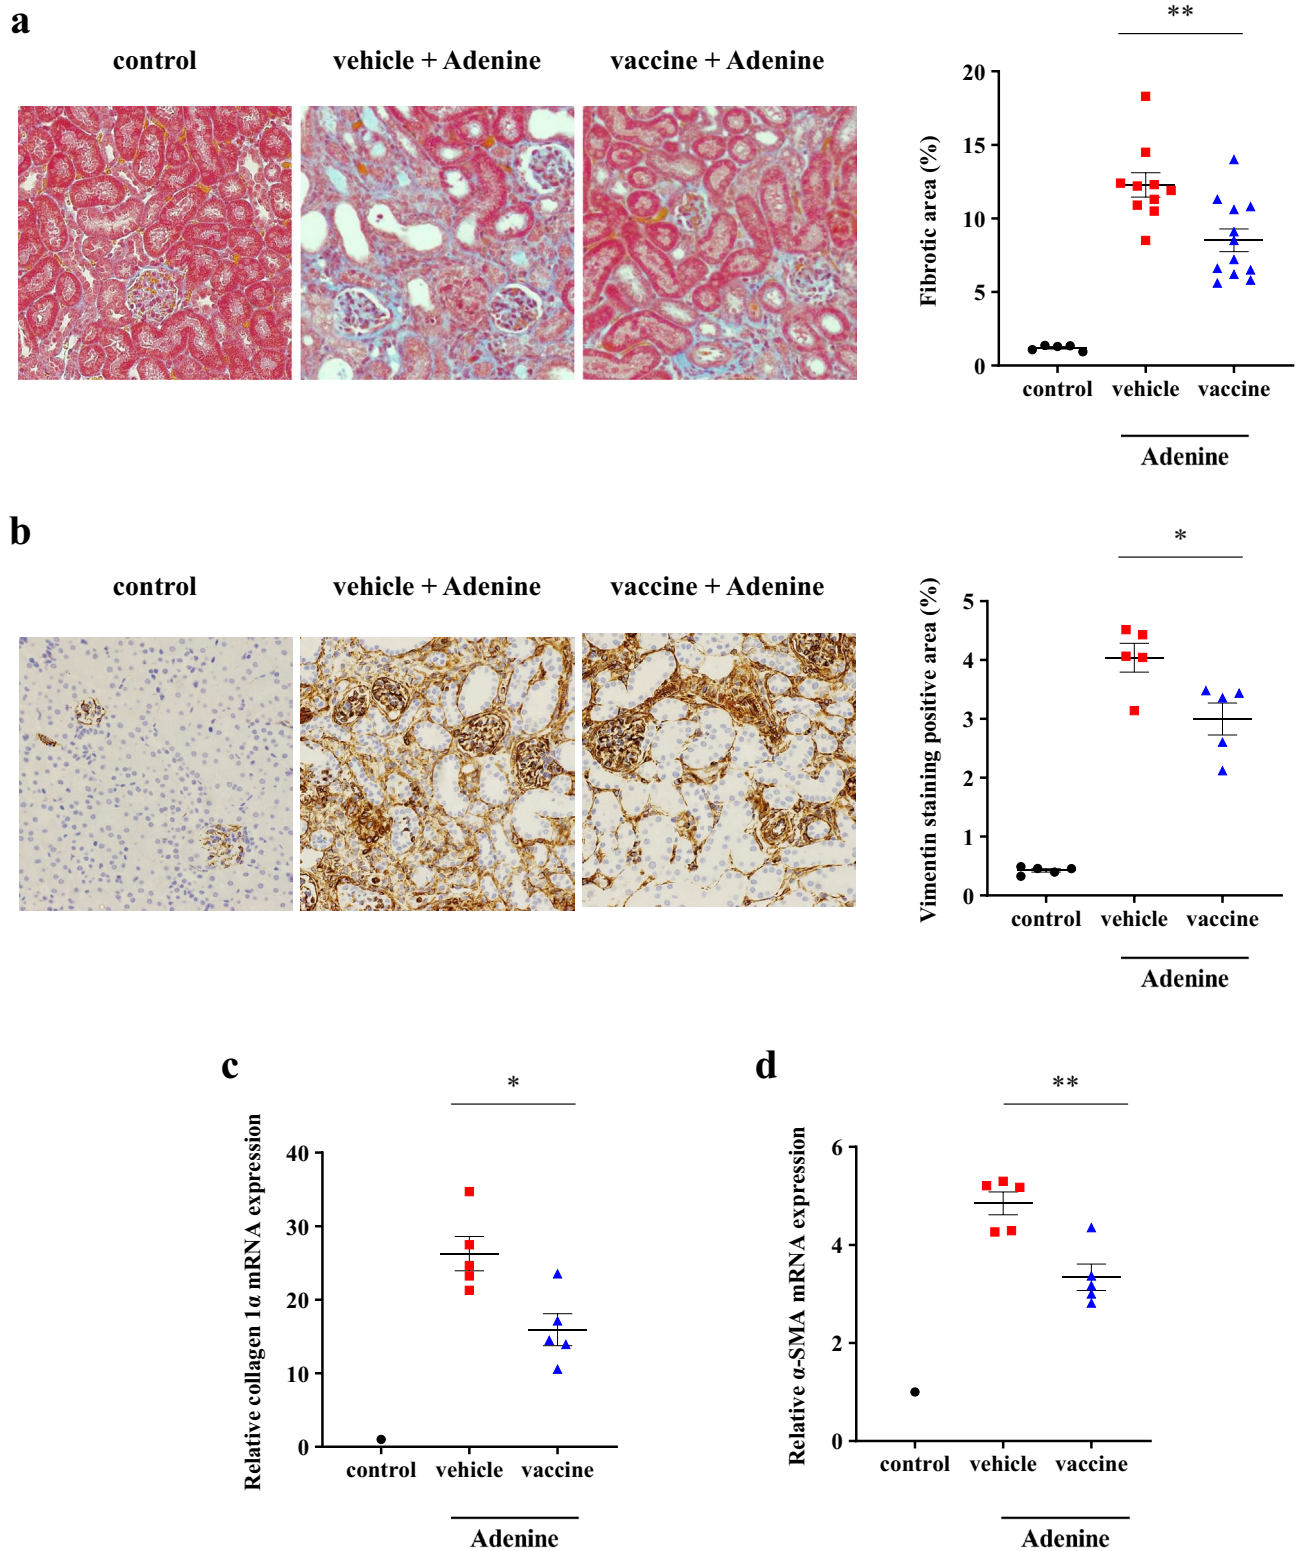 a
control
vehicle + Adenine
vaccine + Adenine
**
Fibrotic area (%)
20
15
10
5
0
control
vehicle
vaccine
Adenine
b
control
vehicle + Adenine
vaccine + Adenine
*
Vimentin staining positive area (%)
5
4
3
2
1
0
control
vehicle
vaccine
Adenine
c
*
Relative collagen 1α mRNA expression
40
30
20
10
0
control
vehicle
vaccine
Adenine
d
**
Relative α-SMA mRNA expression
6
4
2
0
control
vehicle
vaccine
Adenine